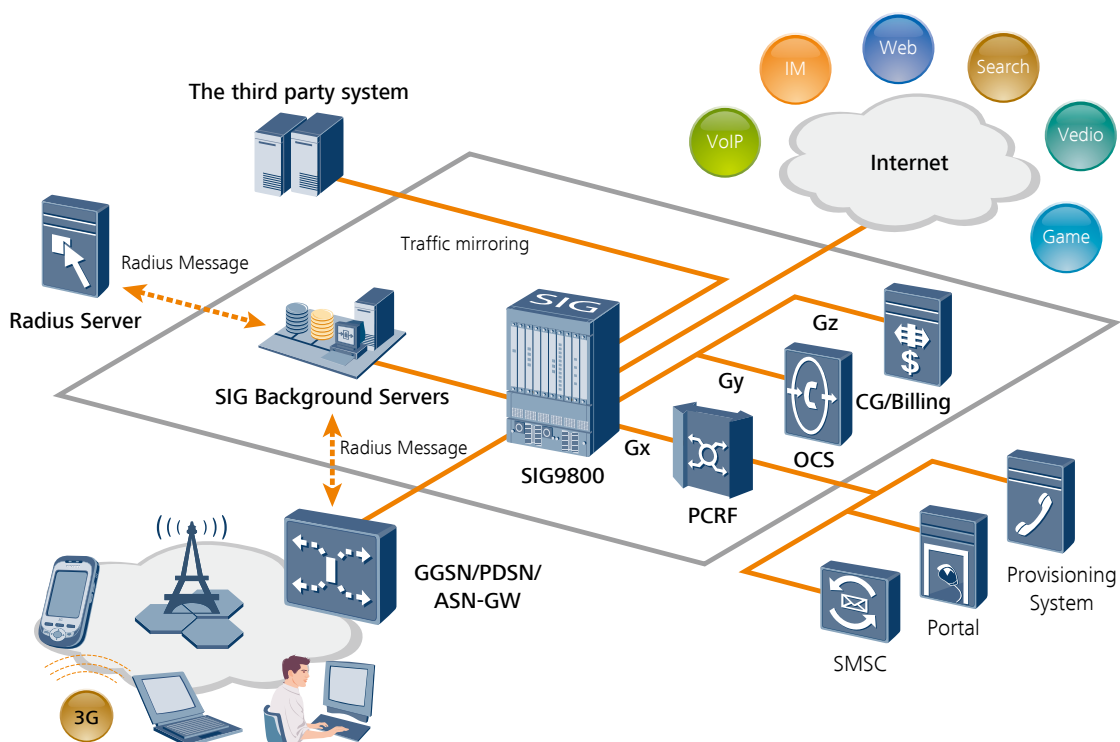 The third party system
IM
Web
Search
VoIP
Vedio
Internet
Game
Traffic mirroring
Radius Message
Radius Server
SIG
Gz
SIG Background Servers
Gy
$
CG/Billing
C
Radius Message
Gx
OCS
SIG9800
PCRF
GGSN/PDSN/
ASN-GW
Provisioning
System
Portal
SMSC
3G